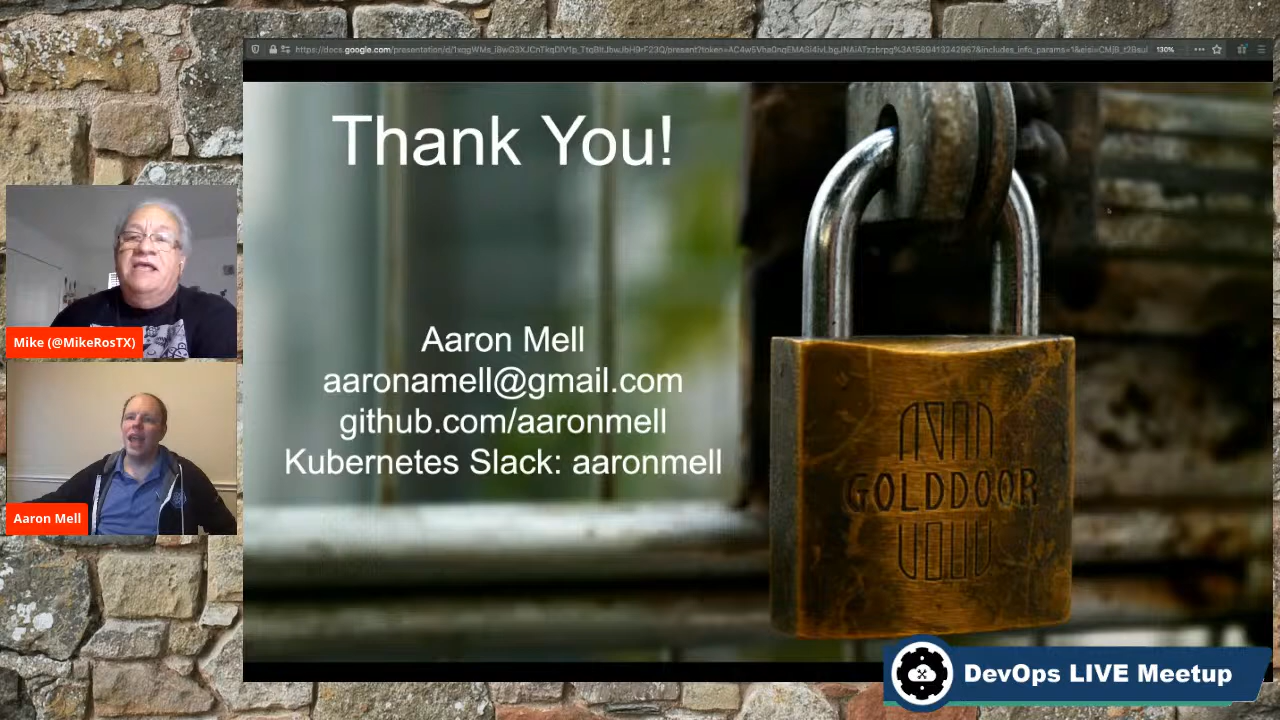 130%
Thank You!
Aaron Mell
aaronamell@gmail.com
github.com/aaronmell
Kubernetes Slack: aaronmell
GOLDDOOR
Mike (@MikeRosTX)
Aaron Mell
DevOps LIVE Meetup